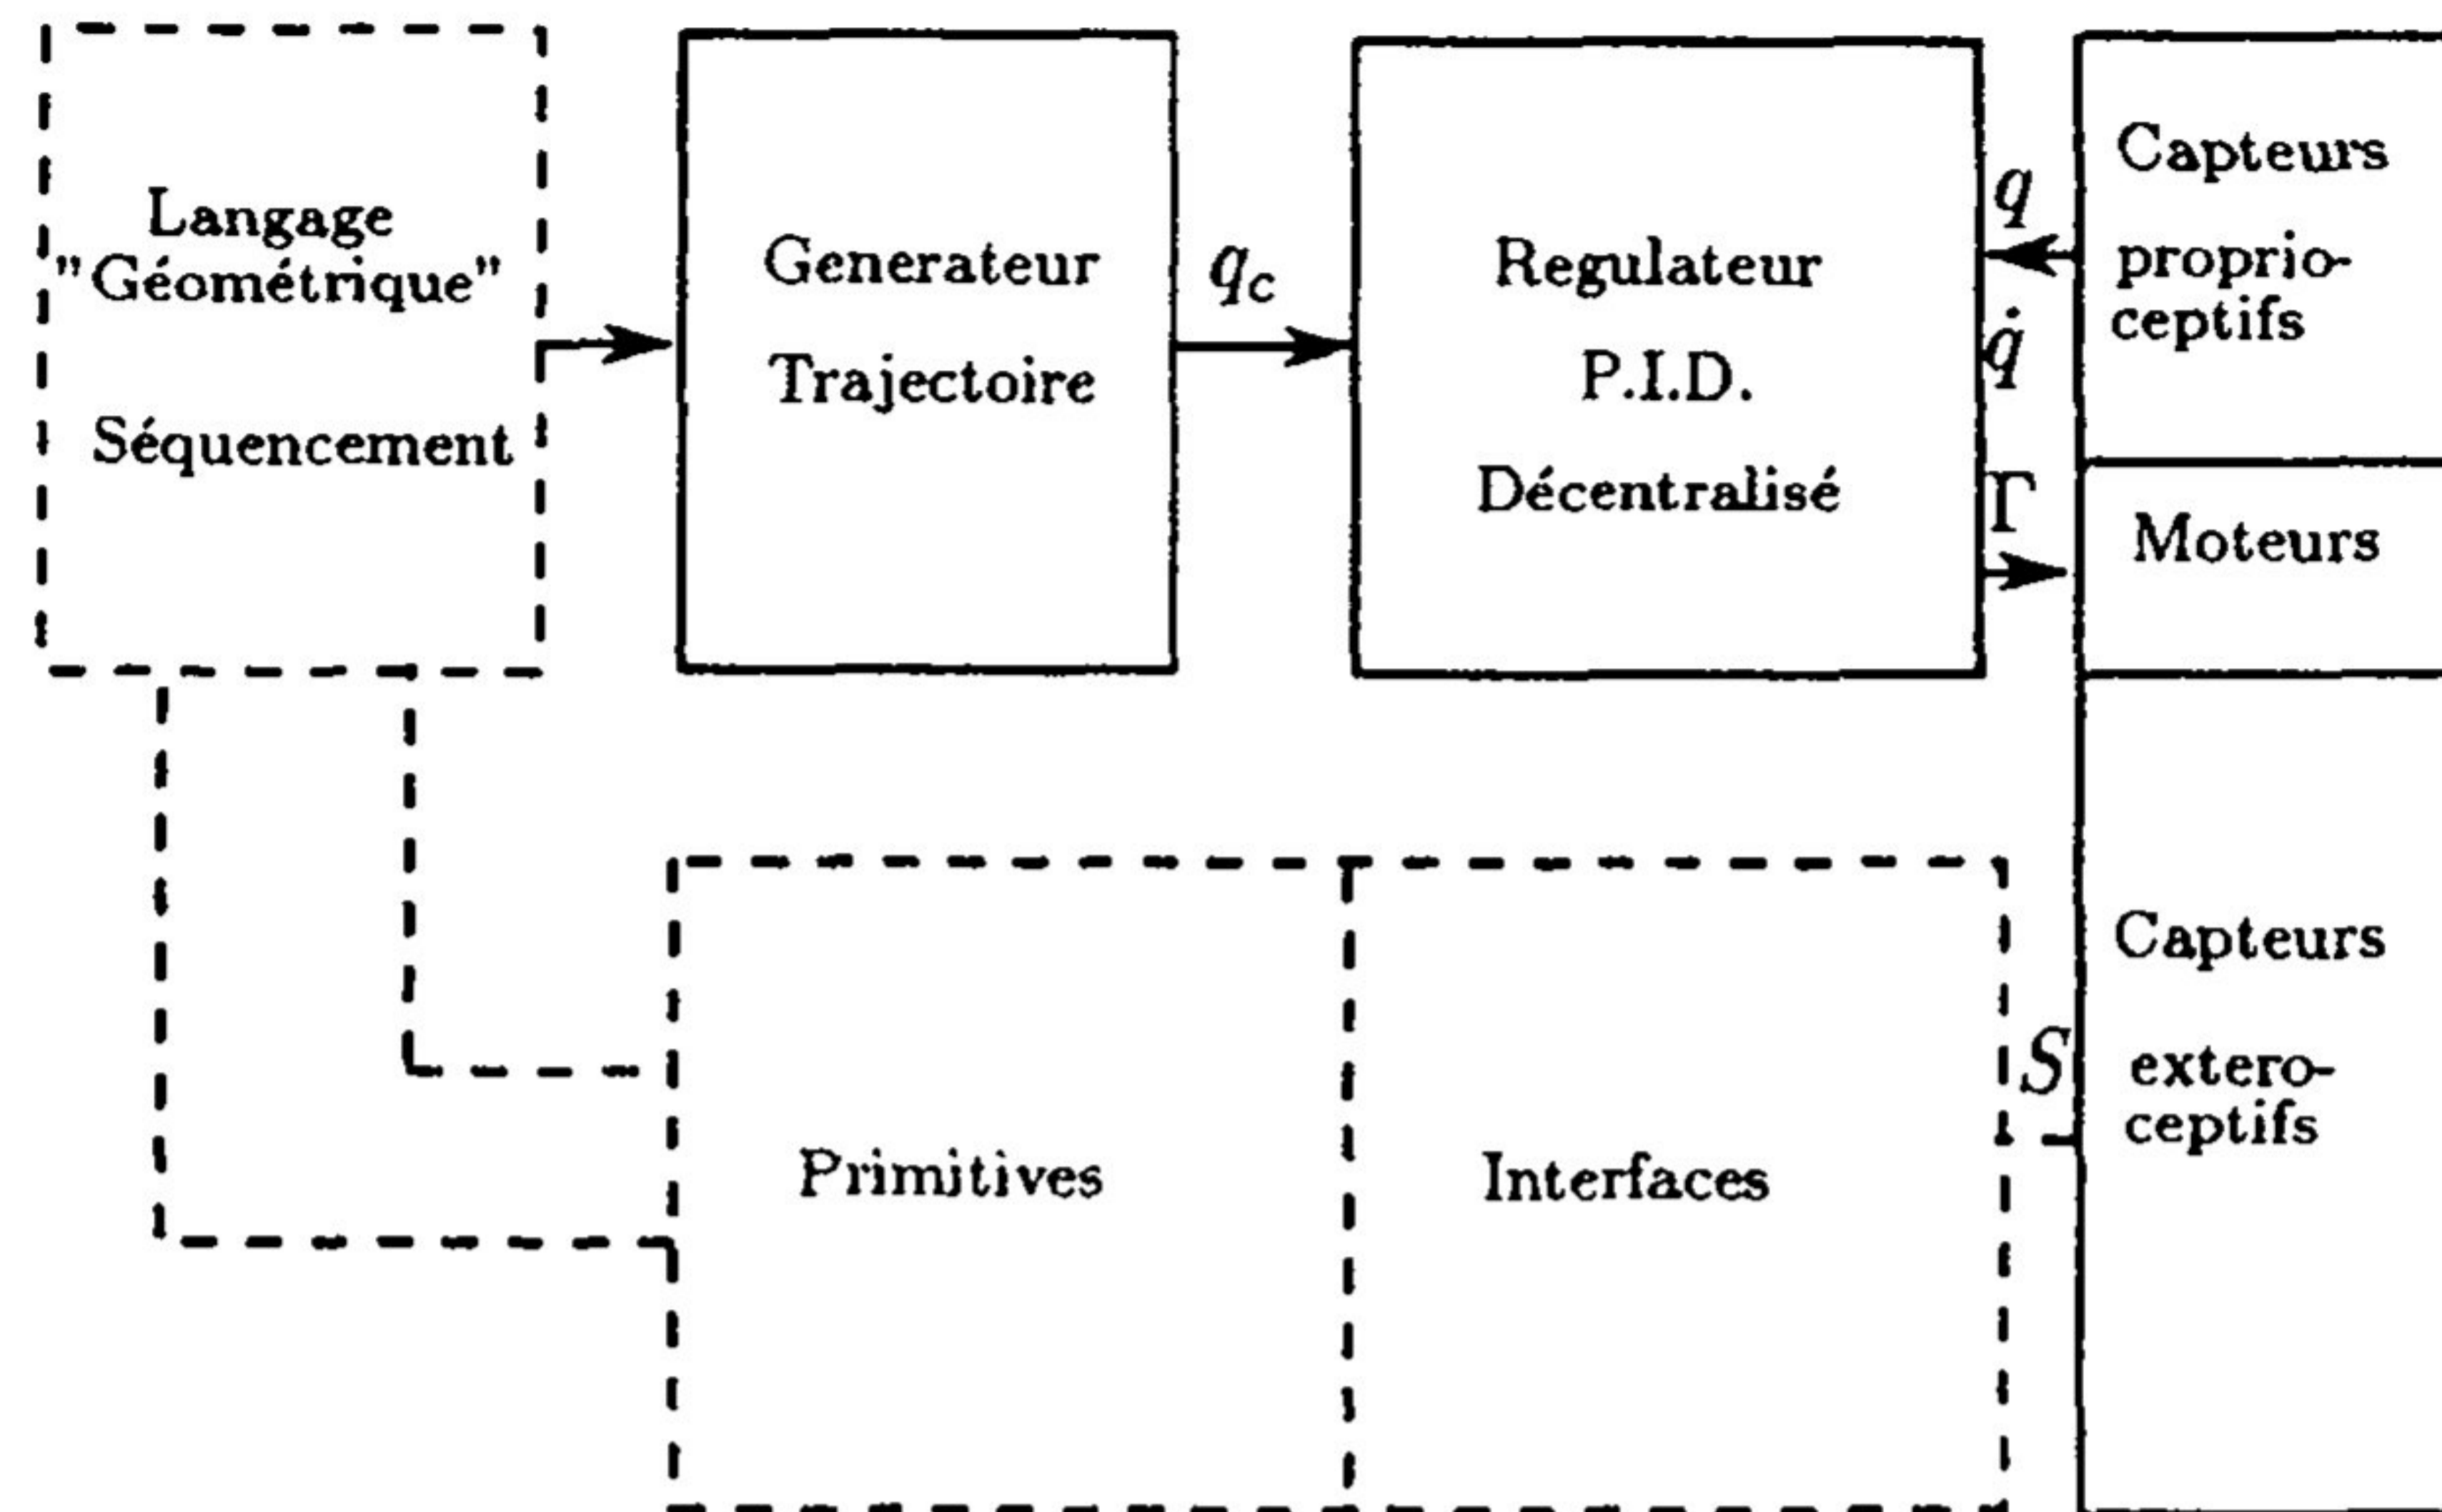 Langage
"Géométrique"
Séquencement
Generateur
Trajectoire
q_c
Regulateur
P.I.D.
Décentralisé
q
q̇
Γ
Capteurs
proprio-
ceptifs
Moteurs
Primitives
Interfaces
S
Capteurs
extero-
ceptifs